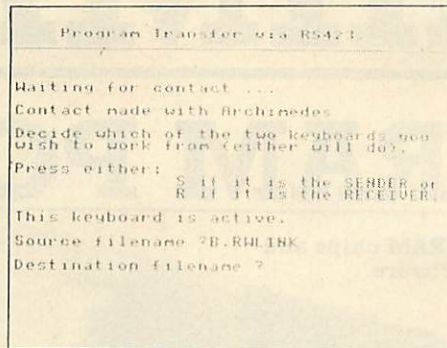 Program Transfer via RS423
Waiting for contact ...
Contact made with Archimedes
Decide which of the two keyboards you
wish to work from (either will do).
Press either:
S if it is the SENDER or
R if it is the RECEIVER.
This keyboard is active.
Source filename ?B.RWLINK
Destination filename ?